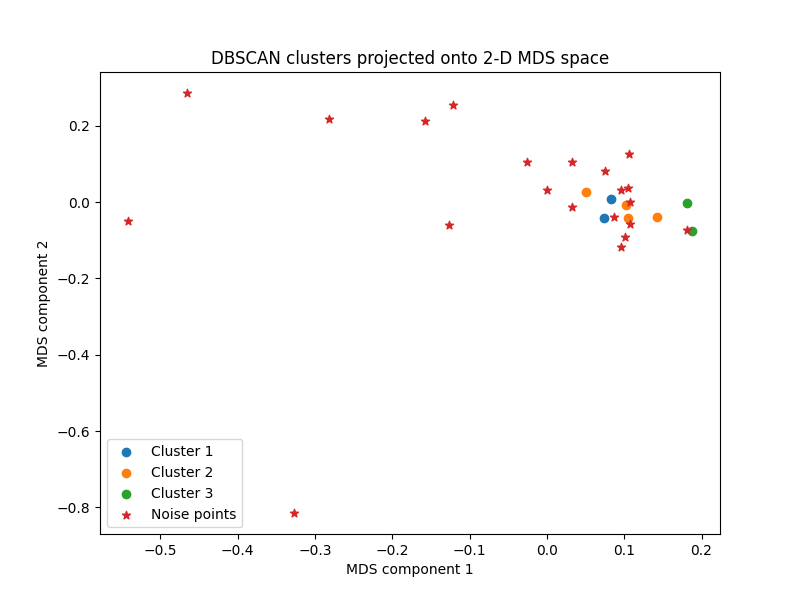 DBSCAN clusters projected onto 2-D MDS space
MDS component 2
0.2
0.0
−0.2
−0.4
−0.6
−0.8
Cluster 1
Cluster 2
Cluster 3
Noise points
−0.5 −0.4 −0.3 −0.2 −0.1 0.0 0.1 0.2
MDS component 1